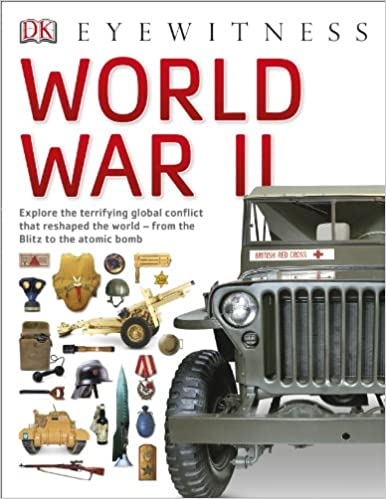 DK EYEWITNESS
WORLD
WAR II
Explore the terrifying global conflict
that reshaped the world – from the
Blitz to the atomic bomb
BRITISH RED CROSS